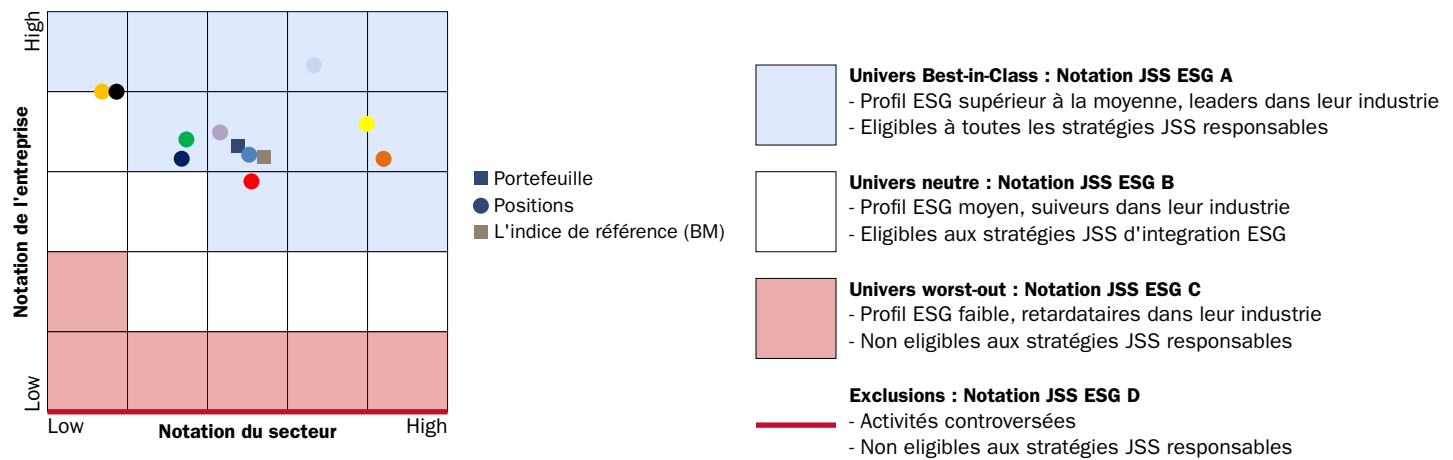 High
Notation de l'entreprise
Low
Low
Notation du secteur
High
Portefeuille
Positions
L'indice de référence (BM)
Univers Best-in-Class : Notation JSS ESG A
- Profil ESG supérieur à la moyenne, leaders dans leur industrie
- Eligibles à toutes les stratégies JSS responsables
Univers neutre : Notation JSS ESG B
- Profil ESG moyen, suiveurs dans leur industrie
- Eligibles aux stratégies JSS d'integration ESG
Univers worst-out : Notation JSS ESG C
- Profil ESG faible, retardataires dans leur industrie
- Non eligibles aux stratégies JSS responsables
Exclusions : Notation JSS ESG D
- Activités controversées
- Non eligibles aux stratégies JSS responsables